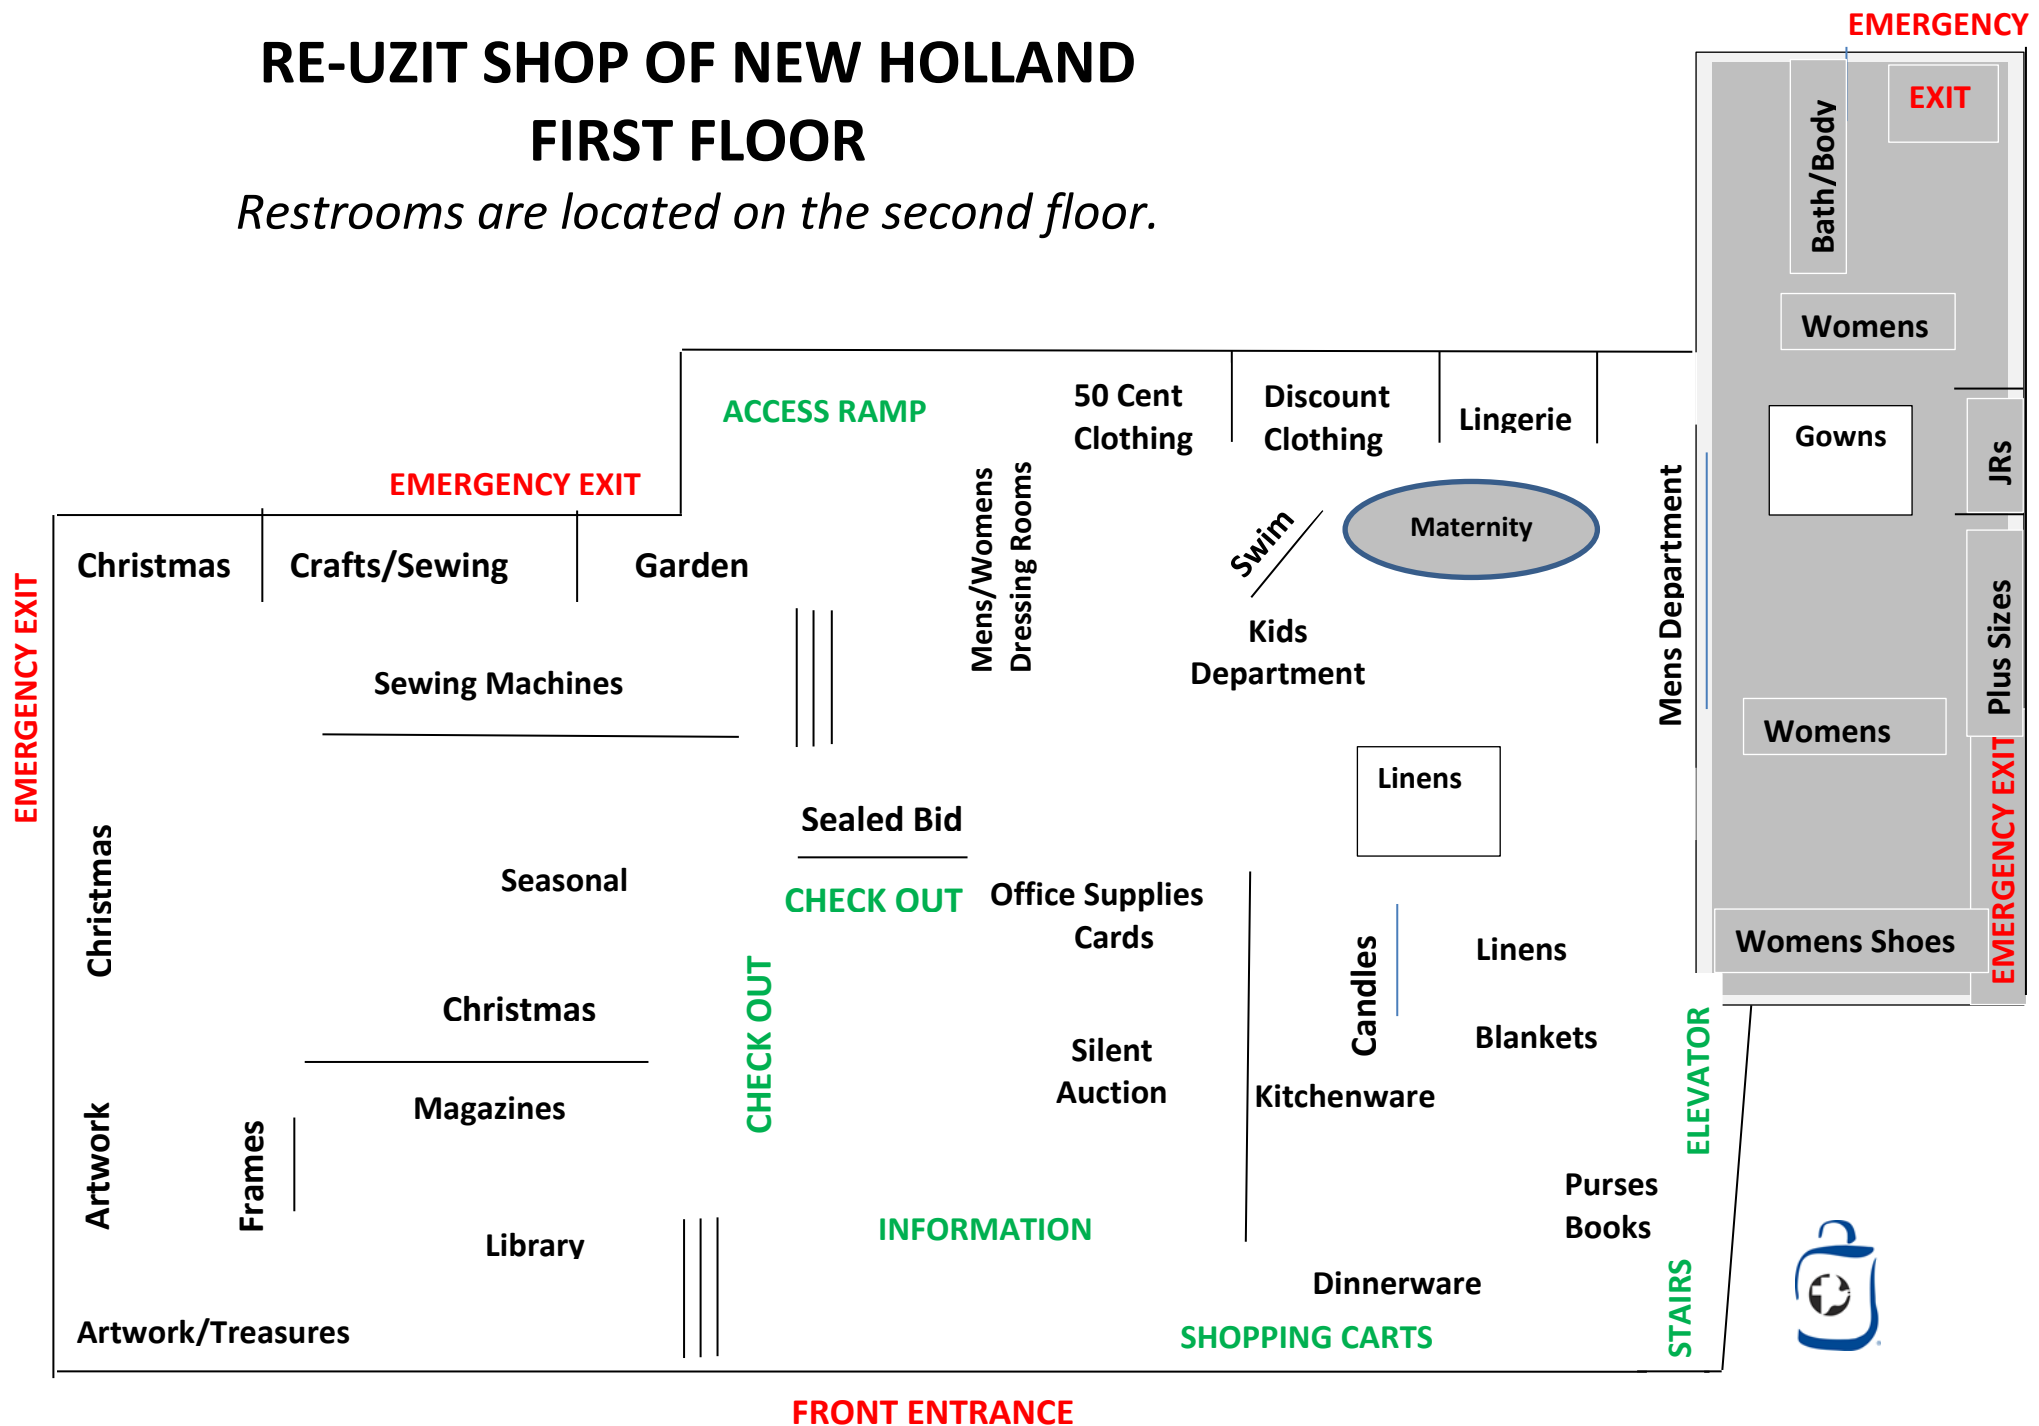 RE-UZIT SHOP OF NEW HOLLAND
FIRST FLOOR
Restrooms are located on the second floor.
EMERGENCY
EXIT
Bath/Body
Womens
Gowns
JRs
Plus Sizes
Womens
EMERGENCY EXIT
Womens Shoes
ACCESS RAMP
50 Cent
Clothing
Discount
Clothing
Lingerie
EMERGENCY EXIT
Mens/Womens
Dressing Rooms
Swim
Maternity
Mens Department
Christmas
Crafts/Sewing
Garden
EMERGENCY EXIT
Kids
Department
Sewing Machines
Linens
Sealed Bid
Christmas
Seasonal
CHECK OUT
Office Supplies
Cards
Candles
Linens
Christmas
CHECK OUT
Silent
Auction
Blankets
ELEVATOR
Kitchenware
Magazines
Artwork
Frames
Purses
Books
INFORMATION
Library
Dinnerware
STAIRS
Artwork/Treasures
SHOPPING CARTS
FRONT ENTRANCE